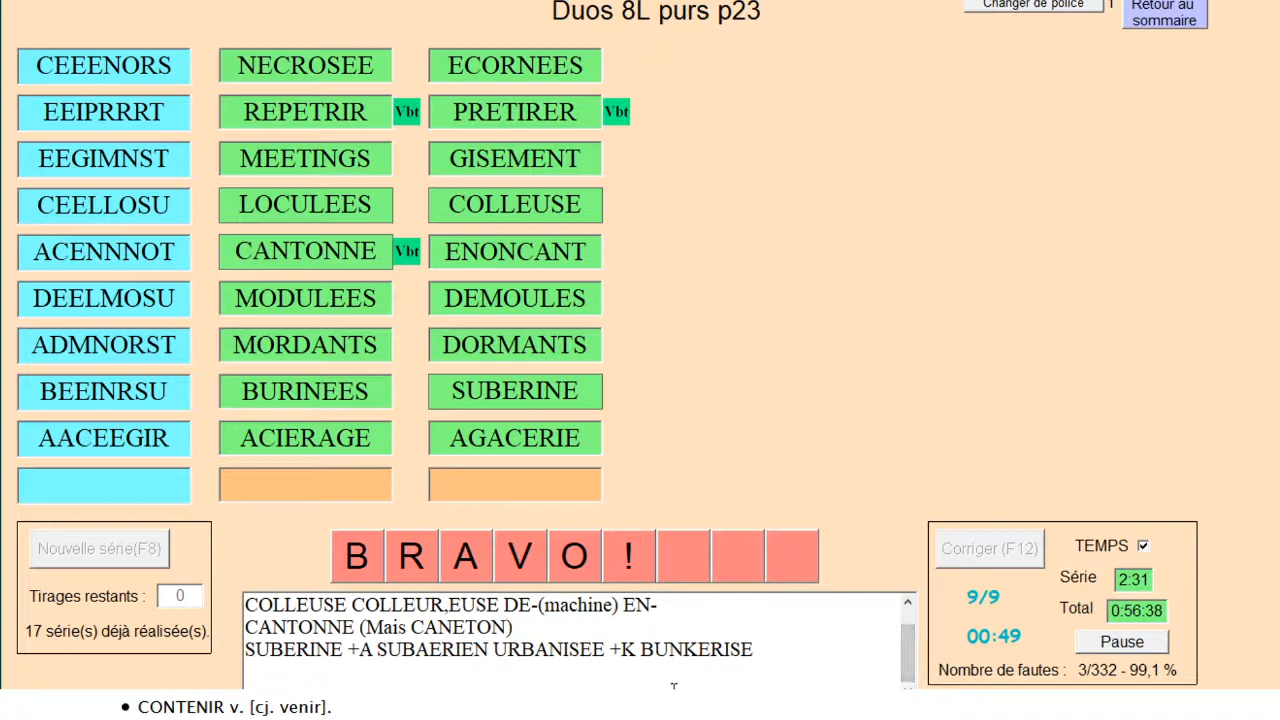 Duos 8L purs p23
Changer de police
1
Retour au
sommaire
CEEENORS NECROSEE ECORNEES
EEIPRRRT REPETRIR Vbt PRETIRER Vbt
EEGIMNST MEETINGS GISEMENT
CEELLOSU LOCULEES COLLEUSE
ACENNNOT CANTONNE Vbt ENONCANT
DEELMOSU MODULEES DEMOULES
ADMNORST MORDANTS DORMANTS
BEEINRSU BURINEES SUBERINE
AACEEGIR ACIERAGE AGACERIE
Nouvelle série(F8)
Tirages restants : 0
17 série(s) déjà réalisée(s).
B R A V O !
COLLEUSE COLLEUR,EUSE DE-(machine) EN-
CANTONNE (Mais CANETON)
SUBERINE +A SUBAERIEN URBANISEE +K BUNKERISE
Corriger (F12)
TEMPS
Série 2:31
9/9
Total 0:56:38
00:49
Pause
Nombre de fautes : 3/332 - 99,1 %
• CONTENIR v. [cj. venir].